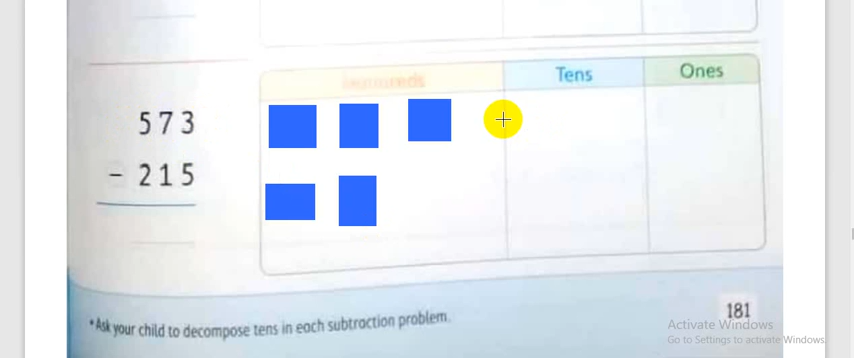 Hundreds Tens Ones
573
- 215
*Ask your child to decompose tens in each subtraction problem.
181
Activate Windows
Go to Settings to activate Windows.